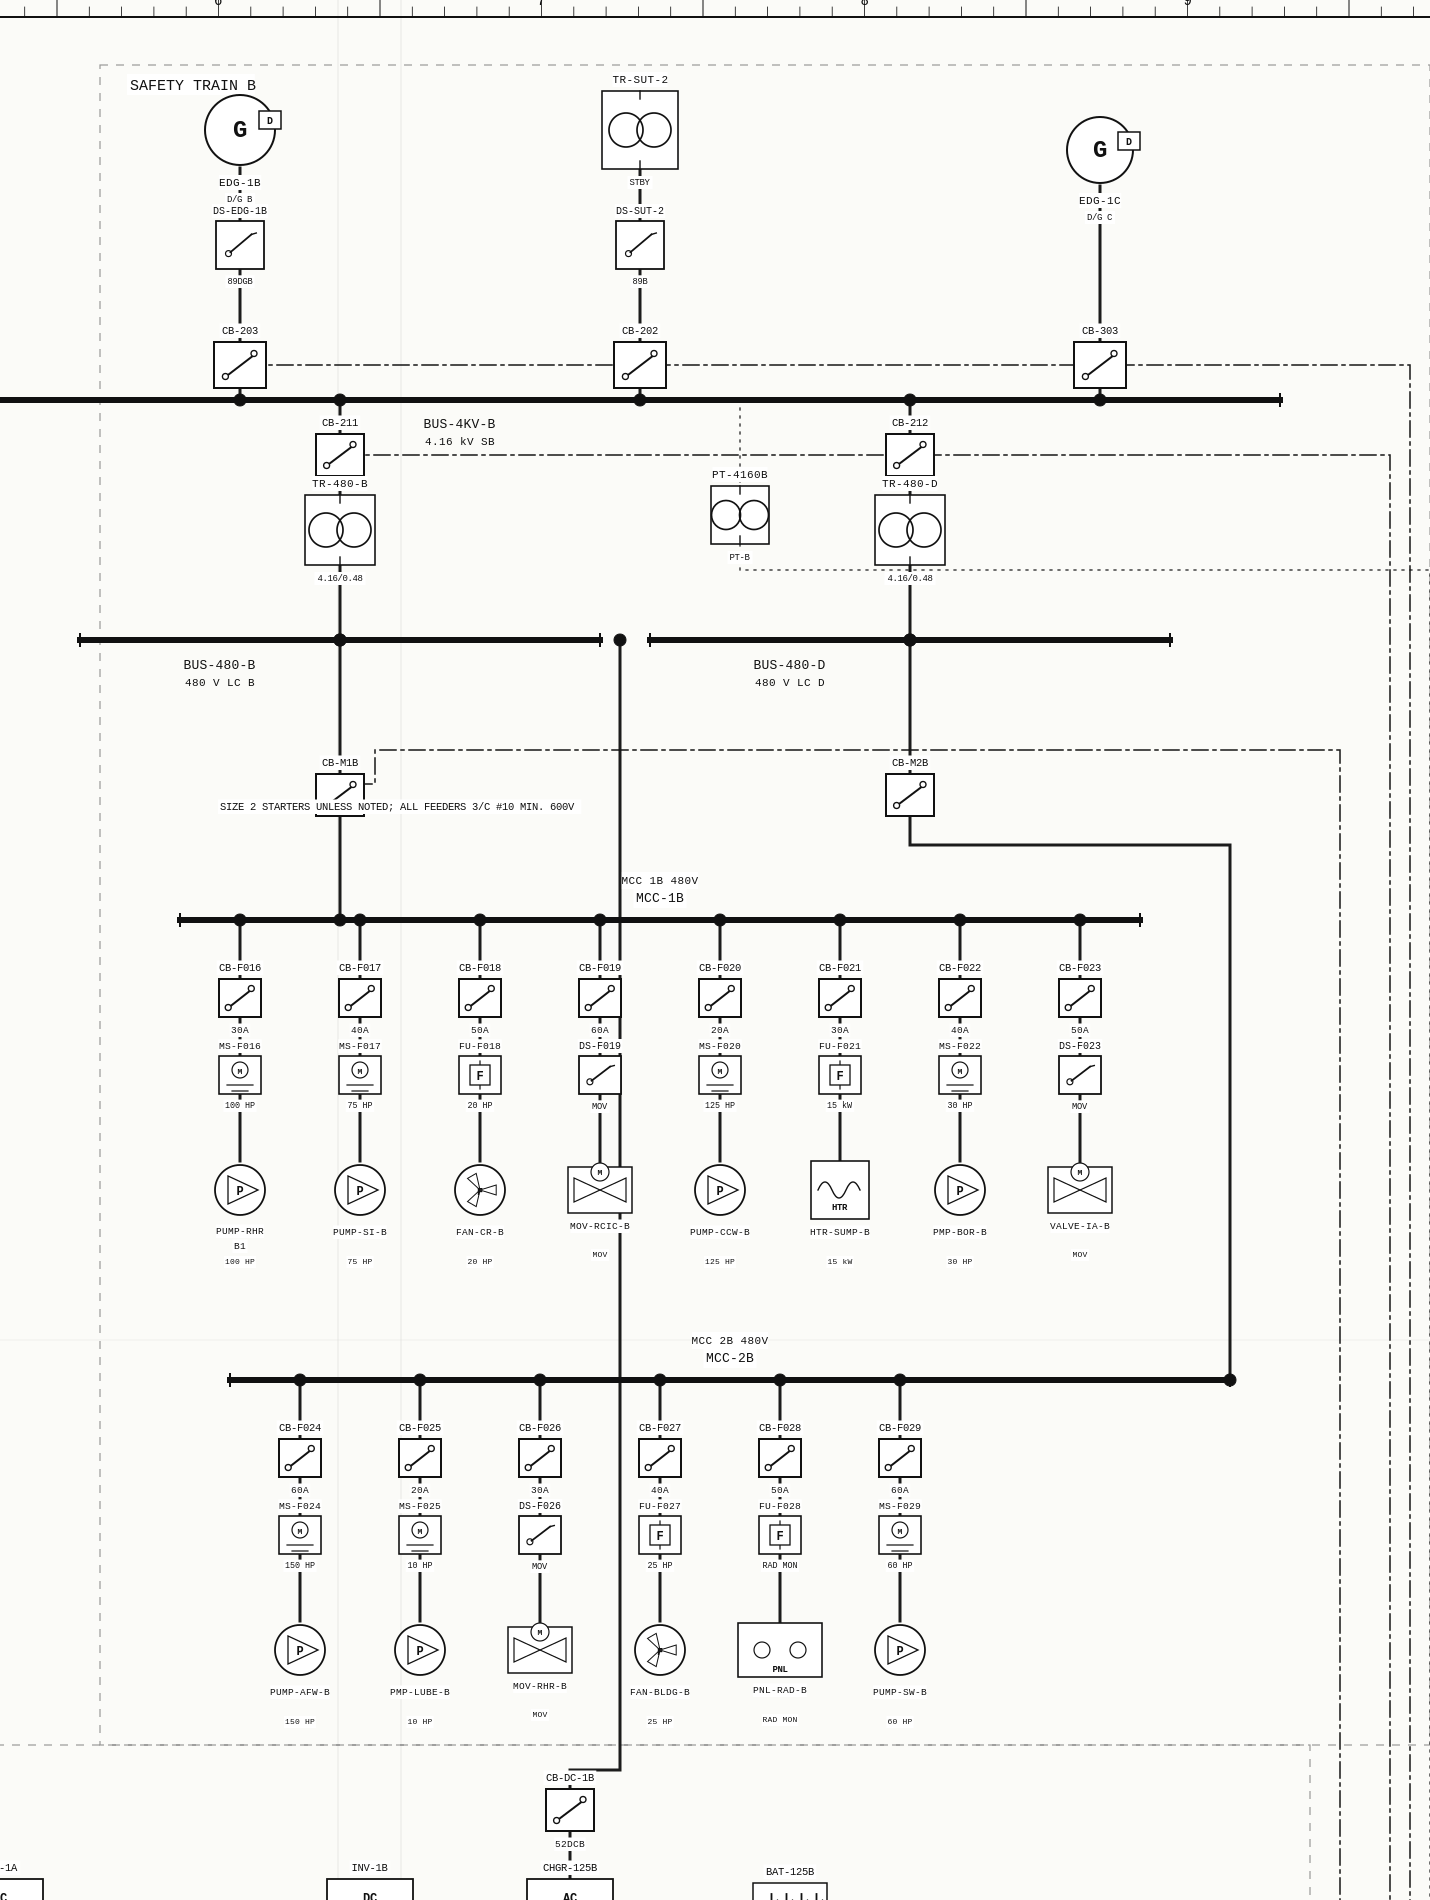 SAFETY TRAIN B
TR-SUT-2
G
D
G
D
EDG-1B
STBY
EDG-1C
D/G B
D/G C
DS-EDG-1B
DS-SUT-2
89DGB
89B
CB-203
CB-202
CB-303
CB-211
BUS-4KV-B
CB-212
4.16 kV SB
TR-480-B
PT-4160B
TR-480-D
PT-B
4.16/0.48
4.16/0.48
BUS-480-B
BUS-480-D
480 V LC B
480 V LC D
CB-M1B
CB-M2B
SIZE 2 STARTERS UNLESS NOTED; ALL FEEDERS 3/C #10 MIN. 600V
MCC 1B 480V
MCC-1B
CB-F016
CB-F017
CB-F018
CB-F019
CB-F020
CB-F021
CB-F022
CB-F023
30A
40A
50A
60A
20A
30A
40A
50A
MS-F016
MS-F017
FU-F018
DS-F019
MS-F020
FU-F021
MS-F022
DS-F023
M
M
F
M
F
M
100 HP
75 HP
20 HP
MOV
125 HP
15 kW
30 HP
MOV
P
P
M
P
HTR
P
M
PUMP-RHR
B1
PUMP-SI-B
FAN-CR-B
MOV-RCIC-B
PUMP-CCW-B
HTR-SUMP-B
PMP-BOR-B
VALVE-IA-B
100 HP
75 HP
20 HP
MOV
125 HP
15 kW
30 HP
MOV
MCC 2B 480V
MCC-2B
CB-F024
CB-F025
CB-F026
CB-F027
CB-F028
CB-F029
60A
20A
30A
40A
50A
60A
MS-F024
MS-F025
DS-F026
FU-F027
FU-F028
MS-F029
M
M
F
F
M
150 HP
10 HP
MOV
25 HP
RAD MON
60 HP
P
P
M
PNL
P
PUMP-AFW-B
PMP-LUBE-B
MOV-RHR-B
FAN-BLDG-B
PNL-RAD-B
PUMP-SW-B
150 HP
10 HP
MOV
25 HP
RAD MON
60 HP
CB-DC-1B
52DCB
-1A
INV-1B
CHGR-125B
BAT-125B
C
DC
AC